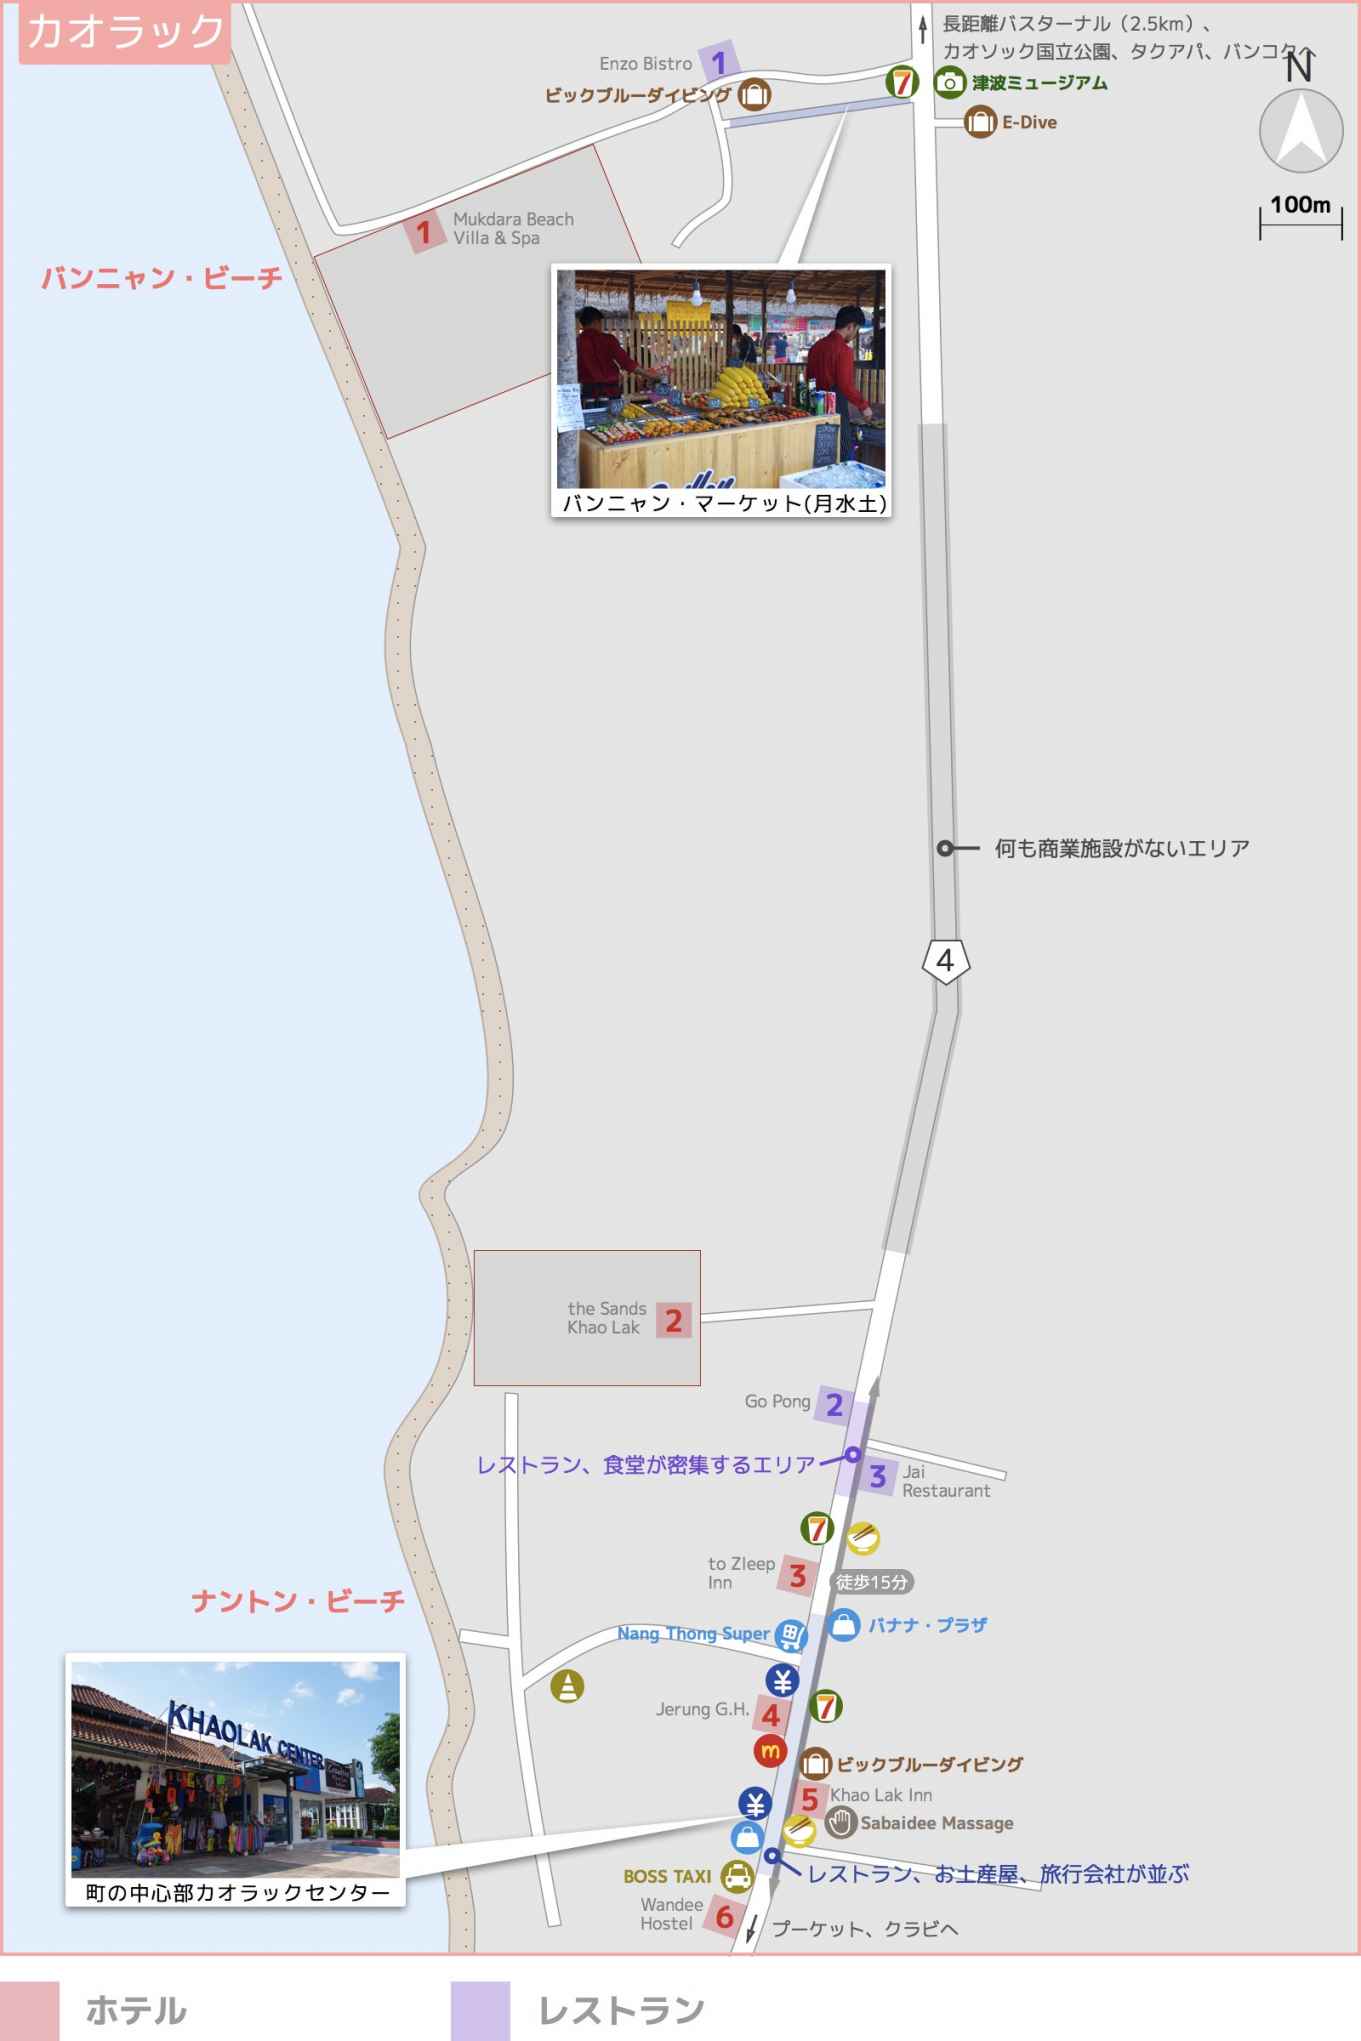 カオラック
長距離バスターナル（2.5km）、
カオソック国立公園、タクアパ、バンコクへ
N
100m
Enzo Bistro
1
ビックブルーダイビング
7
津波ミュージアム
E-Dive
1
Mukdara Beach
Villa & Spa
バンニャン・ビーチ
バンニャン・マーケット(月水土)
何も商業施設がないエリア
4
the Sands
Khao Lak
2
Go Pong
2
レストラン、食堂が密集するエリア
3
Jai
Restaurant
7
to Zleep
Inn
3
徒歩15分
ナントン・ビーチ
Nang Thong Super
バナナ・プラザ
¥
Jerung G.H.
4
7
m
ビックブルーダイビング
¥
5
Khao Lak Inn
Sabaidee Massage
KHAOLAK CENTER
町の中心部カオラックセンター
BOSS TAXI
レストラン、お土産屋、旅行会社が並ぶ
Wandee
Hostel
6
プーケット、クラビへ
ホテル
レストラン